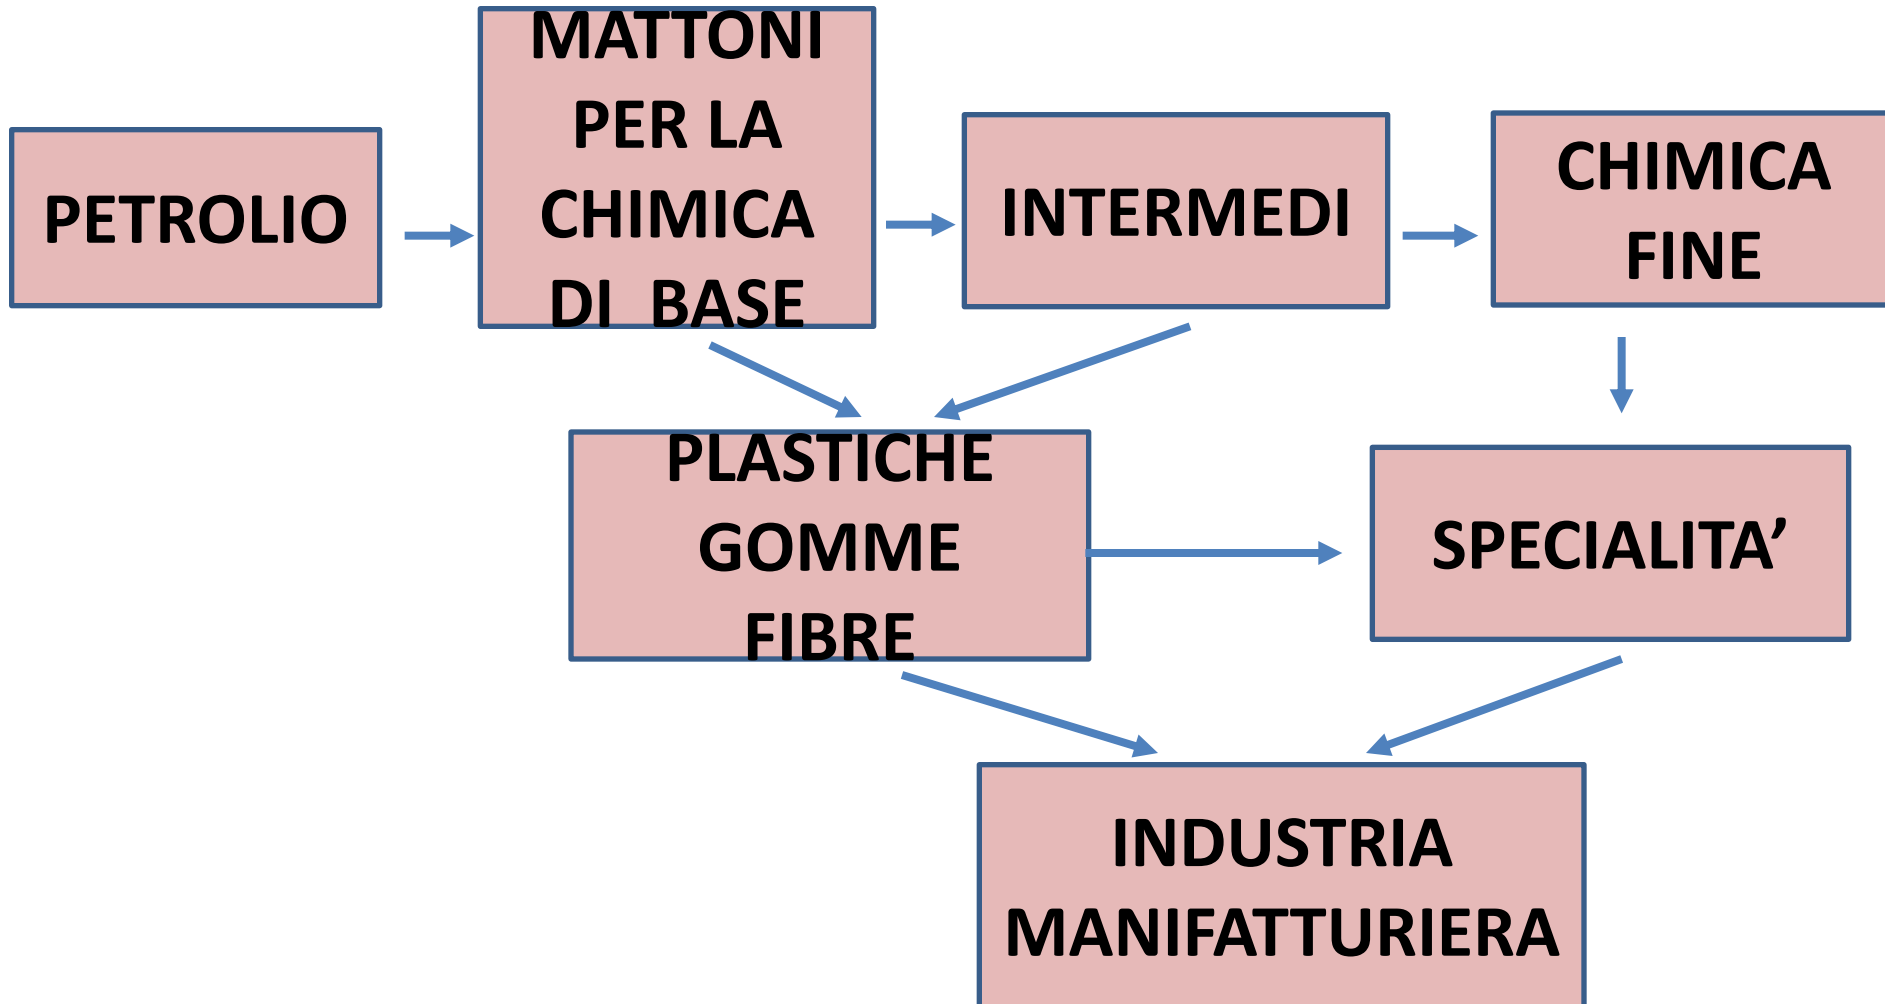 PETROLIO
MATTONI
PER LA
CHIMICA
DI  BASE
INTERMEDI
CHIMICA
FINE
PLASTICHE
GOMME
FIBRE
SPECIALITA’
INDUSTRIA
MANIFATTURIERA